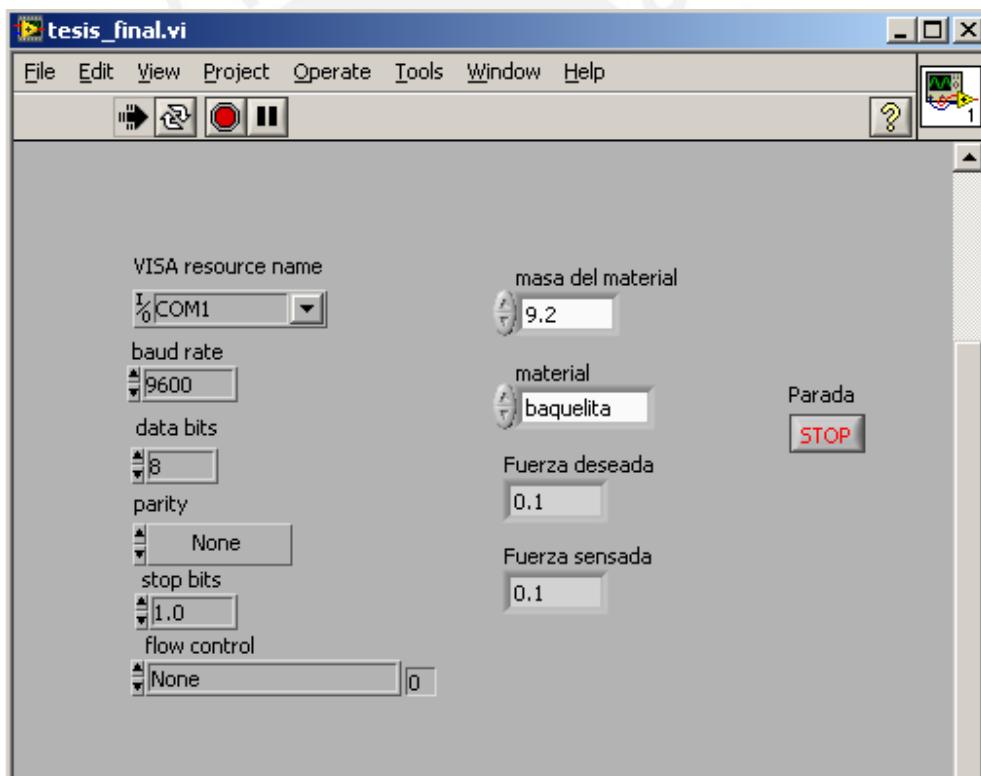 tesis_final.vi
File Edit View Project Operate Tools Window Help
1
VISA resource name
I/O COM1
baud rate
9600
data bits
8
parity
None
stop bits
1.0
flow control
None 0
masa del material
9.2
material
baquelita
Fuerza deseada
0.1
Fuerza sensada
0.1
Parada
STOP